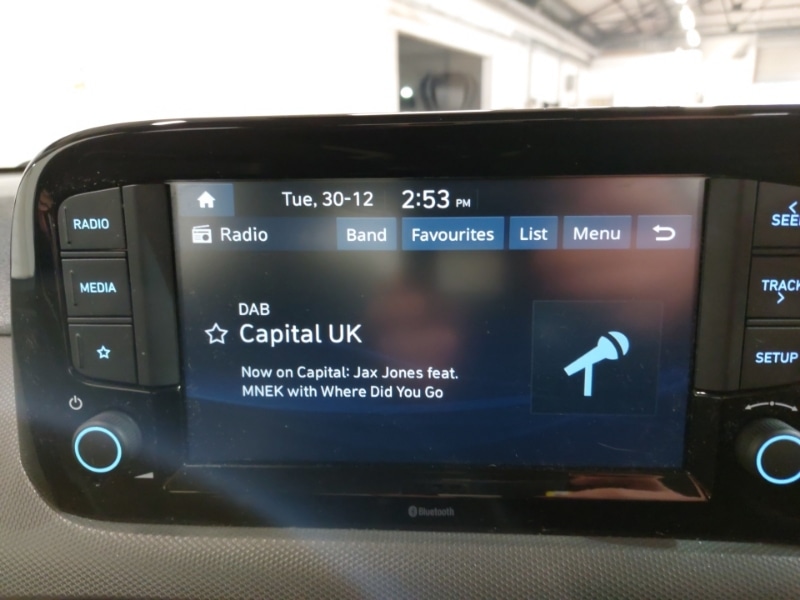 Tue, 30-12 2:53 PM
RADIO
Radio Band Favourites List Menu
SEE
MEDIA
TRACK
DAB
Capital UK
SETUP
Now on Capital: Jax Jones feat.
MNEK with Where Did You Go
Bluetooth